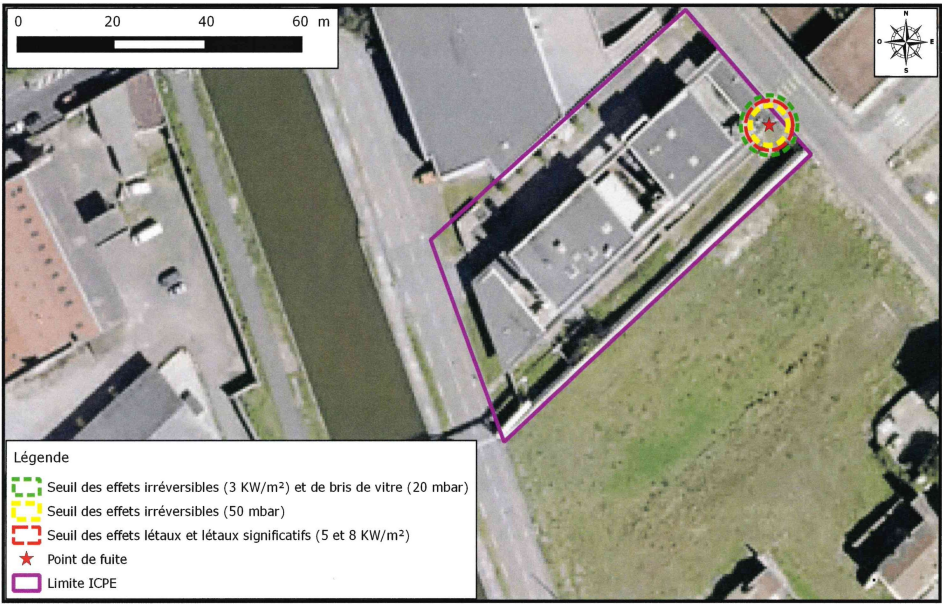 0 20 40 60 m
N
O E
S
Légende
Seuil des effets irréversibles (3 KW/m²) et de bris de vitre (20 mbar)
Seuil des effets irréversibles (50 mbar)
Seuil des effets létaux et létaux significatifs (5 et 8 KW/m²)
Point de fuite
Limite ICPE